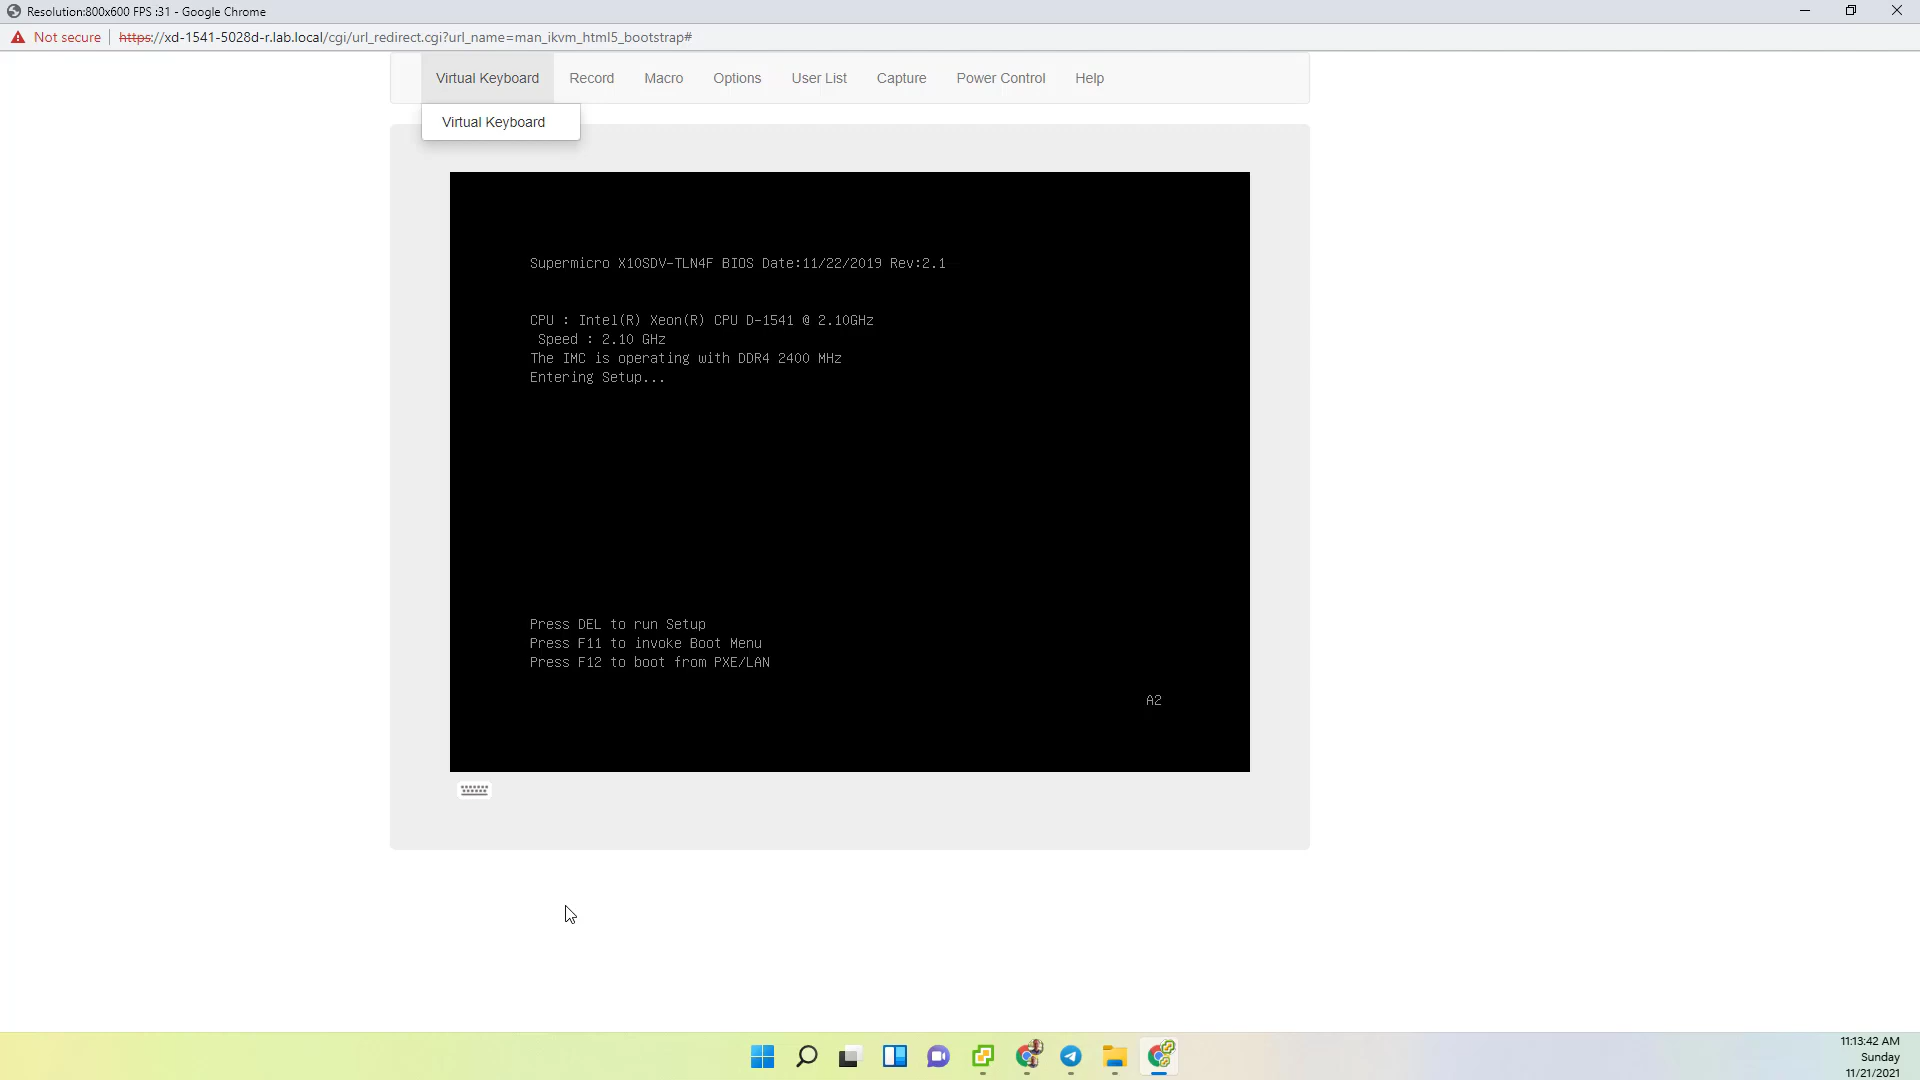 Resolution:800x600 FPS :31 - Google Chrome
Not secure
https://xd-1541-5028d-r.lab.local/cgi/url_redirect.cgi?url_name=man_ikvm_html5_bootstrap#
Virtual Keyboard Record Macro Options User List Capture Power Control Help
Virtual Keyboard
Supermicro X10SDV-TLN4F BIOS Date:11/22/2019 Rev:2.1
CPU : Intel(R) Xeon(R) CPU D-1541 @ 2.10GHz
Speed : 2.10 GHz
The IMC is operating with DDR4 2400 MHz
Entering Setup...
Press DEL to run Setup
Press F11 to invoke Boot Menu
Press F12 to boot from PXE/LAN
A2
11:13:42 AM
Sunday
11/21/2021